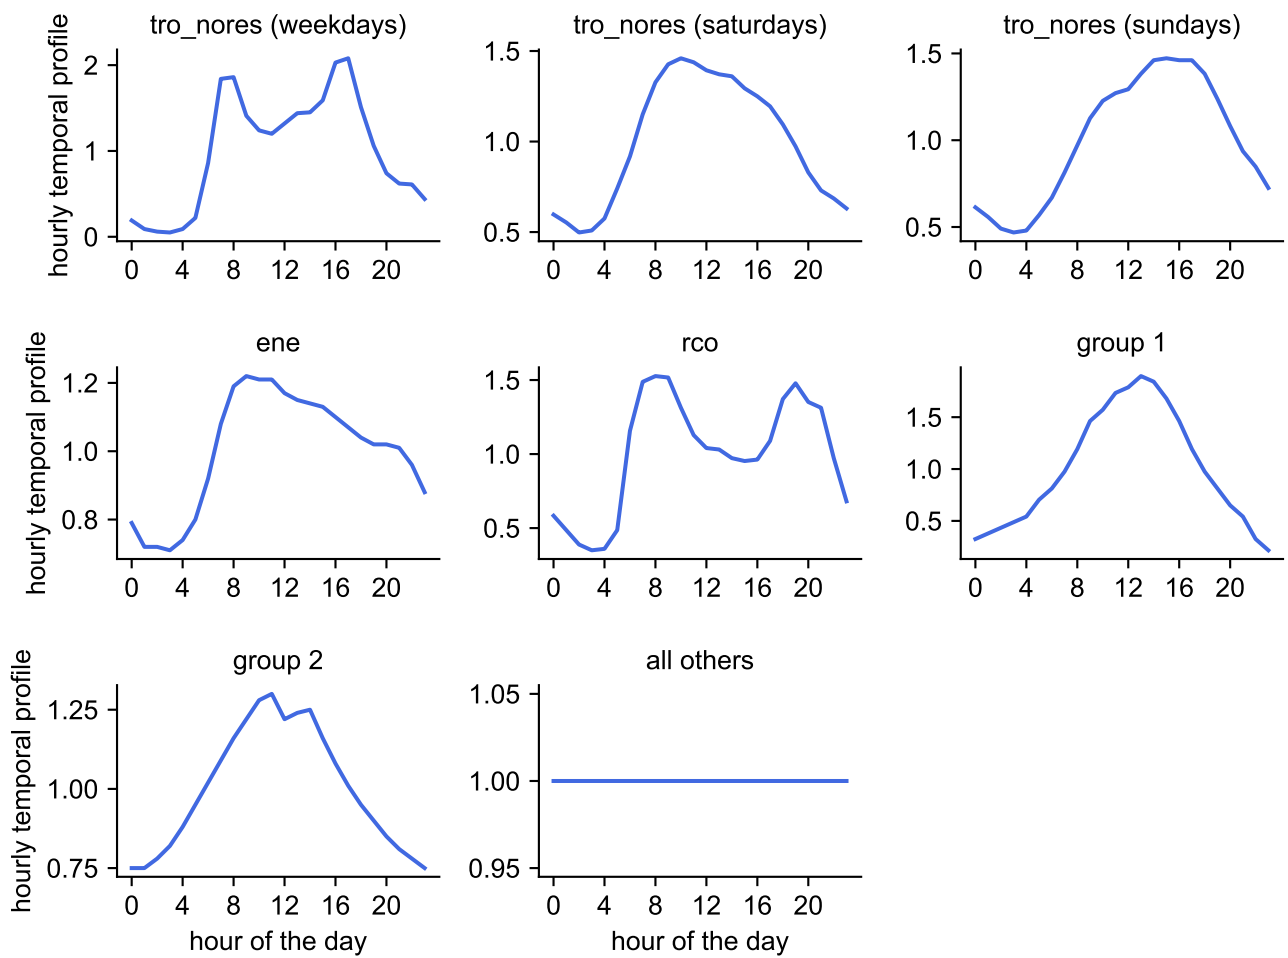 tro_nores (weekdays)
hourly temporal profile
2
1
0
0 4 8 12 16 20
tro_nores (saturdays)
1.5
1.0
0.5
0 4 8 12 16 20
tro_nores (sundays)
1.5
1.0
0.5
0 4 8 12 16 20
ene
hourly temporal profile
1.2
1.0
0.8
0 4 8 12 16 20
rco
1.5
1.0
0.5
0 4 8 12 16 20
group 1
1.5
1.0
0.5
0 4 8 12 16 20
group 2
hourly temporal profile
1.25
1.00
0.75
0 4 8 12 16 20
hour of the day
all others
1.05
1.00
0.95
0 4 8 12 16 20
hour of the day